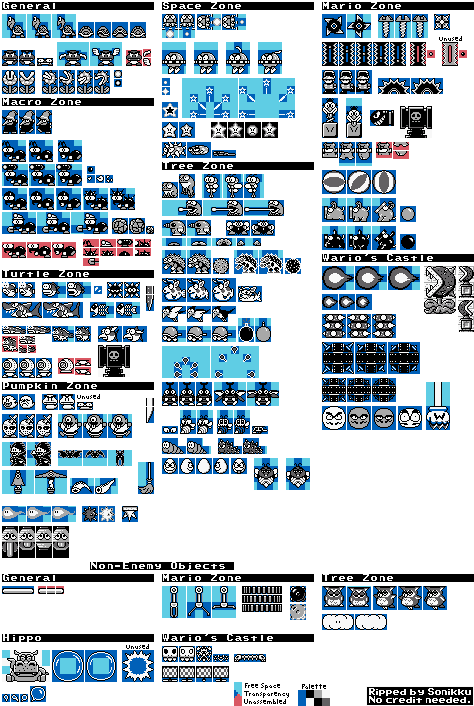 General
Space Zone
Mario Zone
Unused
Macro Zone
Tree Zone
Wario's Castle
Turtle Zone
Pumpkin Zone
Unused
Non-Enemy Objects
General
Mario Zone
Tree Zone
Hippo
Unused
Wario's Castle
Free Space
Transparency
Unassembled
Palette
Ripped by Sonikku
No credit needed.